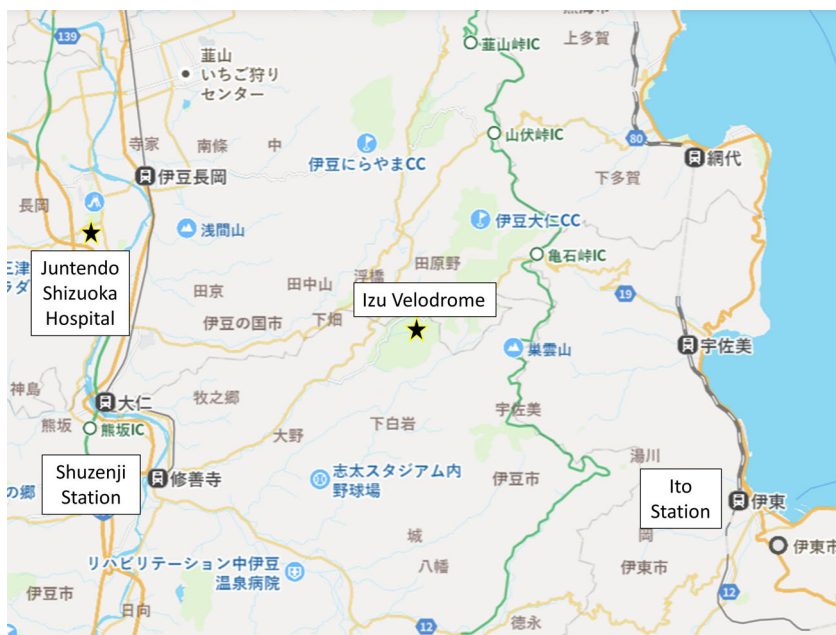 139
韮山
いちご狩り
センター
韮山峠IC
上多賀
寺家
南條
中
山伏峠IC
80
網代
伊豆にらやまCC
伊豆長岡
下多賀
長岡
浅間山
伊豆大仁CC
亀石峠IC
Juntendo
Shizuoka
Hospital
三津
田原野
浮橋
田中山
田京
Izu Velodrome
19
伊豆の国市
下畑
宇佐美
巣雲山
神島
大仁
牧之郷
熊坂
熊坂IC
大野
下白岩
宇佐美
湯川
Shuzenji
Station
修善寺
志太スタジアム内
野球場
伊豆市
Ito
Station
伊東
の郷
城
岡
八幡
伊東市
伊東市
リハビリテーション中伊豆
温泉病院
伊豆市
日向
12
12
徳永